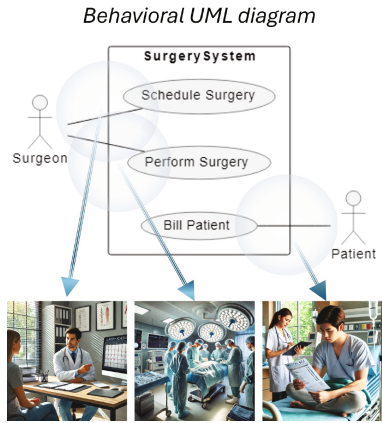 Behavioral UML diagram
SurgerySystem
Schedule Surgery
Surgeon
Perform Surgery
Bill Patient
Patient